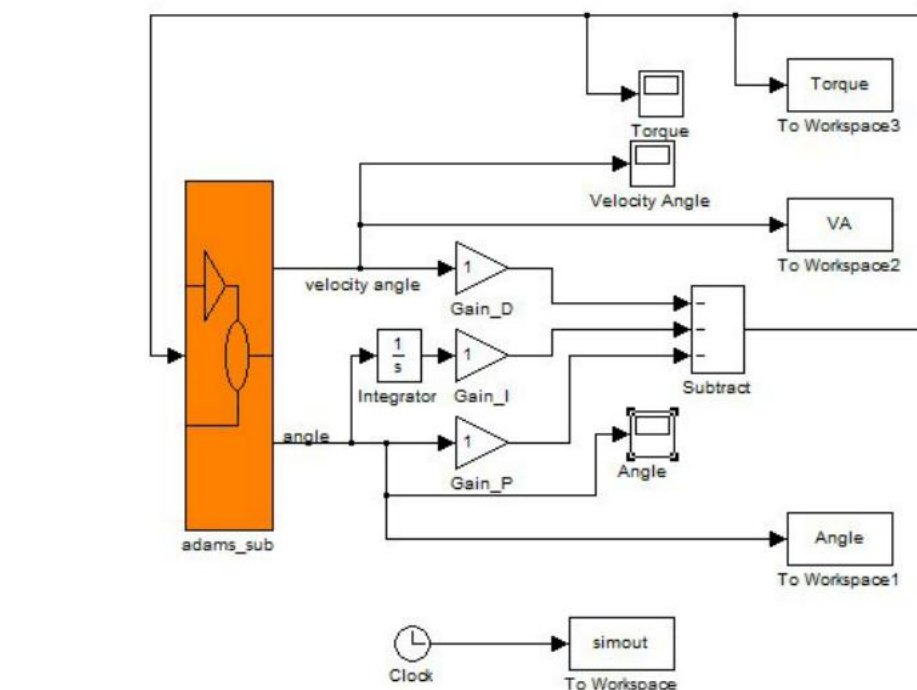 Torque
Torque
To Workspace3
Velocity Angle
VA
To Workspace2
velocity angle
1
Gain_D
1
s
Integrator
1
Gain_I
-
-
-
Subtract
angle
1
Gain_P
Angle
Angle
To Workspace1
adams_sub
simout
Clock
To Workspace